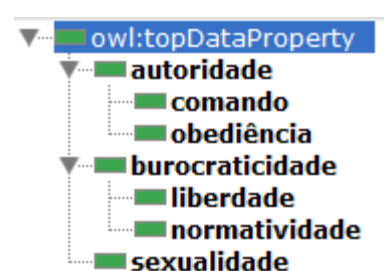 owl:topDataProperty
autoridade
comando
obediência
burocraticidade
liberdade
normatividade
sexualidade